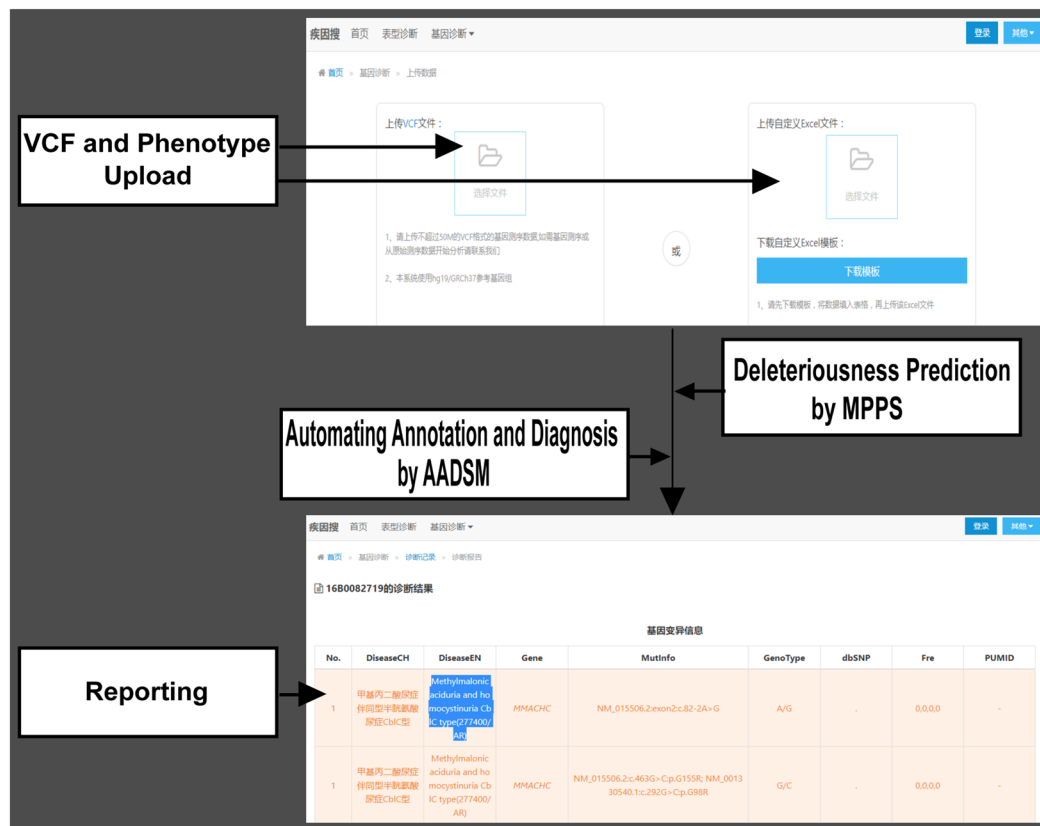 疾因搜 首页 表型诊断 基因诊断
登录 其他
首页 » 基因诊断 » 上传数据
VCF and Phenotype
Upload
上传VCF文件：
选择文件
1、请上传不超过50M的VCF格式的基因测序数据,如需基因测序或
从原始测序数据开始分析请联系我们
2、本系统使用hg19/GRCh37参考基因组
或
上传自定义Excel文件：
选择文件
下载自定义Excel模板：
下载模板
1、请先下载模板，将数据填入表格，再上传该Excel文件
Deleteriousness Prediction
by MPPS
Automating Annotation and Diagnosis
by AADSM
疾因搜 首页 表型诊断 基因诊断
登录 其他
首页 » 基因诊断 » 诊断记录 » 诊断报告
16B0082719的诊断结果
Reporting
基因变异信息
No. DiseaseCH DiseaseEN Gene MutInfo GenoType dbSNP Fre PUMID
1
甲基丙二酸尿症
伴同型半胱氨酸
尿症CblC型
Methylmalonic
aciduria and ho
mocystinuria Cb
lC type(277400/
AR)
MMACHC
NM_015506.2:exon2:c.82-2A>G
A/G
.
0,0,0,0
-
1
甲基丙二酸尿症
伴同型半胱氨酸
尿症CblC型
Methylmalonic
aciduria and ho
mocystinuria Cb
lC type(277400/
AR)
MMACHC
NM_015506.2:c.463G>C:p.G155R; NM_0013
30540.1:c.292G>C:p.G98R
G/C
.
0,0,0,0
-